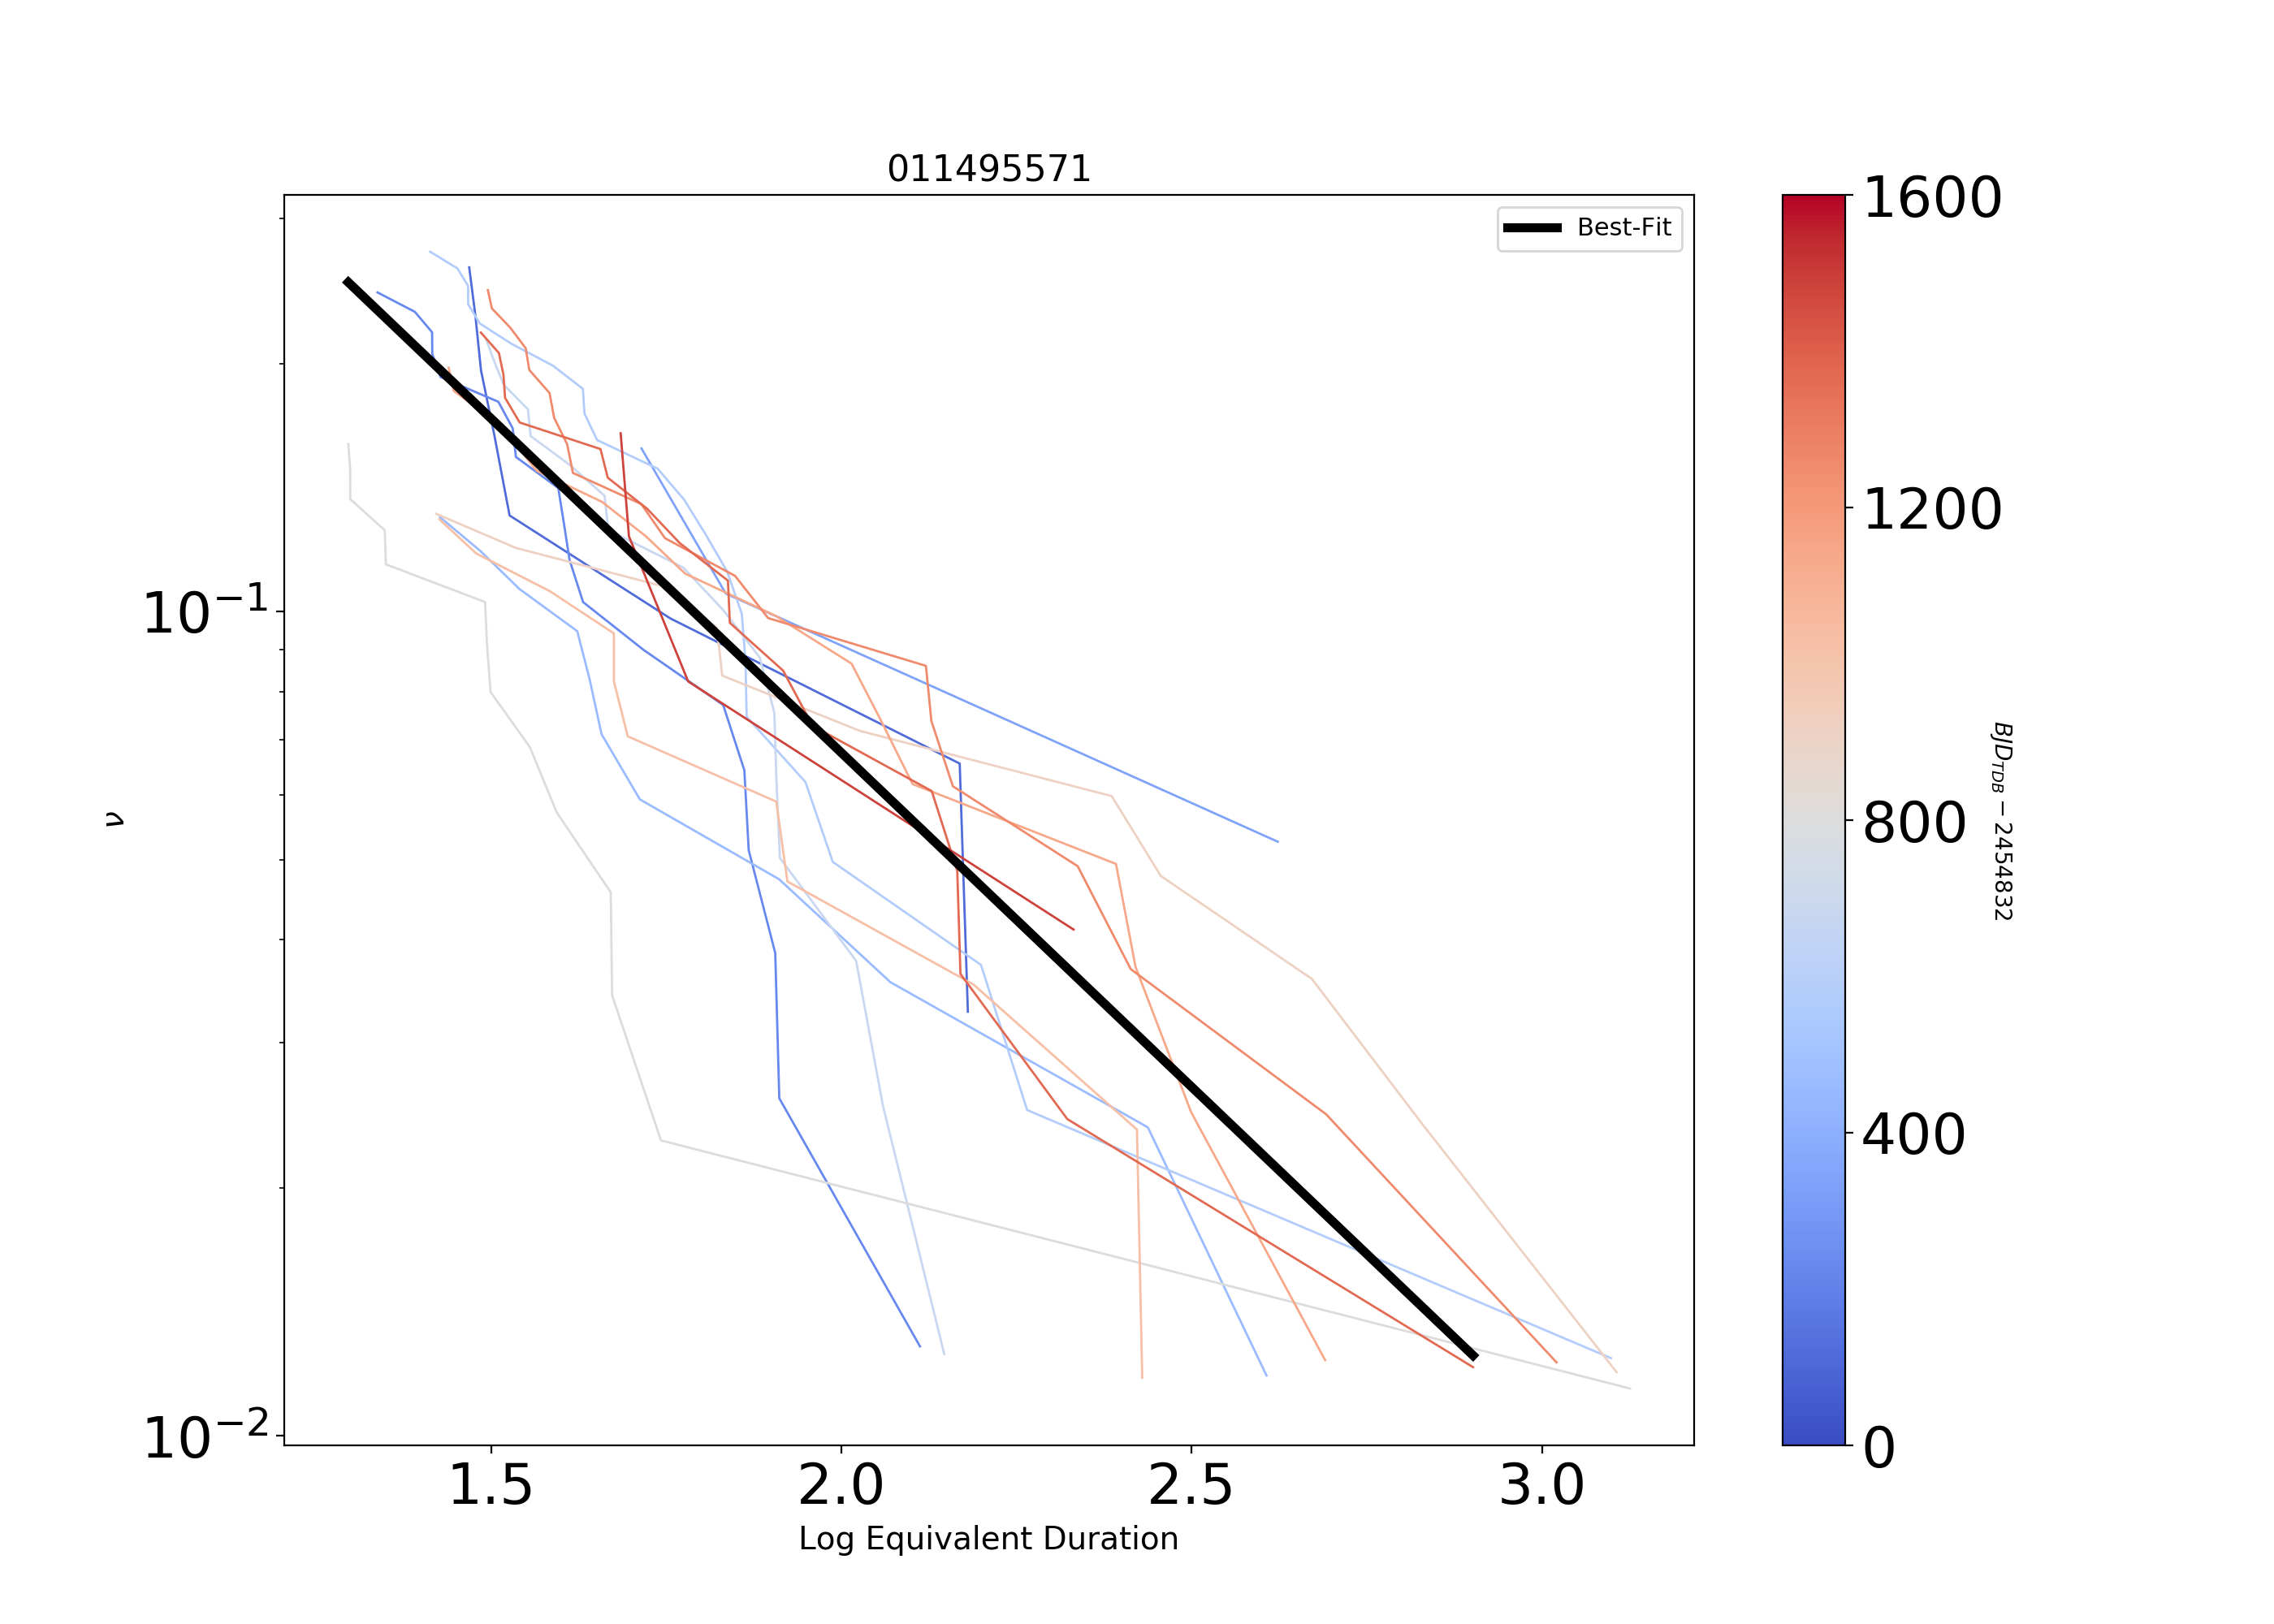 011495571
Best-Fit
ν
10⁻¹
10⁻²
1.5 2.0 2.5 3.0
Log Equivalent Duration
1600
1200
800
400
0
BJD_{TDB} − 2454832